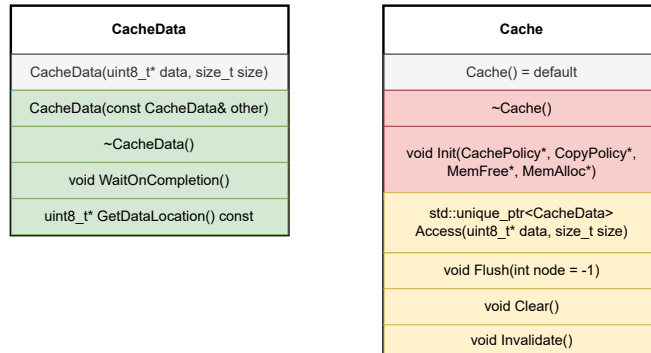 CacheData
CacheData(uint8_t* data, size_t size)
CacheData(const CacheData& other)
~CacheData()
void WaitOnCompletion()
uint8_t* GetDataLocation() const
Cache
Cache() = default
~Cache()
void Init(CachePolicy*, CopyPolicy*,
MemFree*, MemAlloc*)
std::unique_ptr<CacheData>
Access(uint8_t* data, size_t size)
void Flush(int node = -1)
void Clear()
void Invalidate()